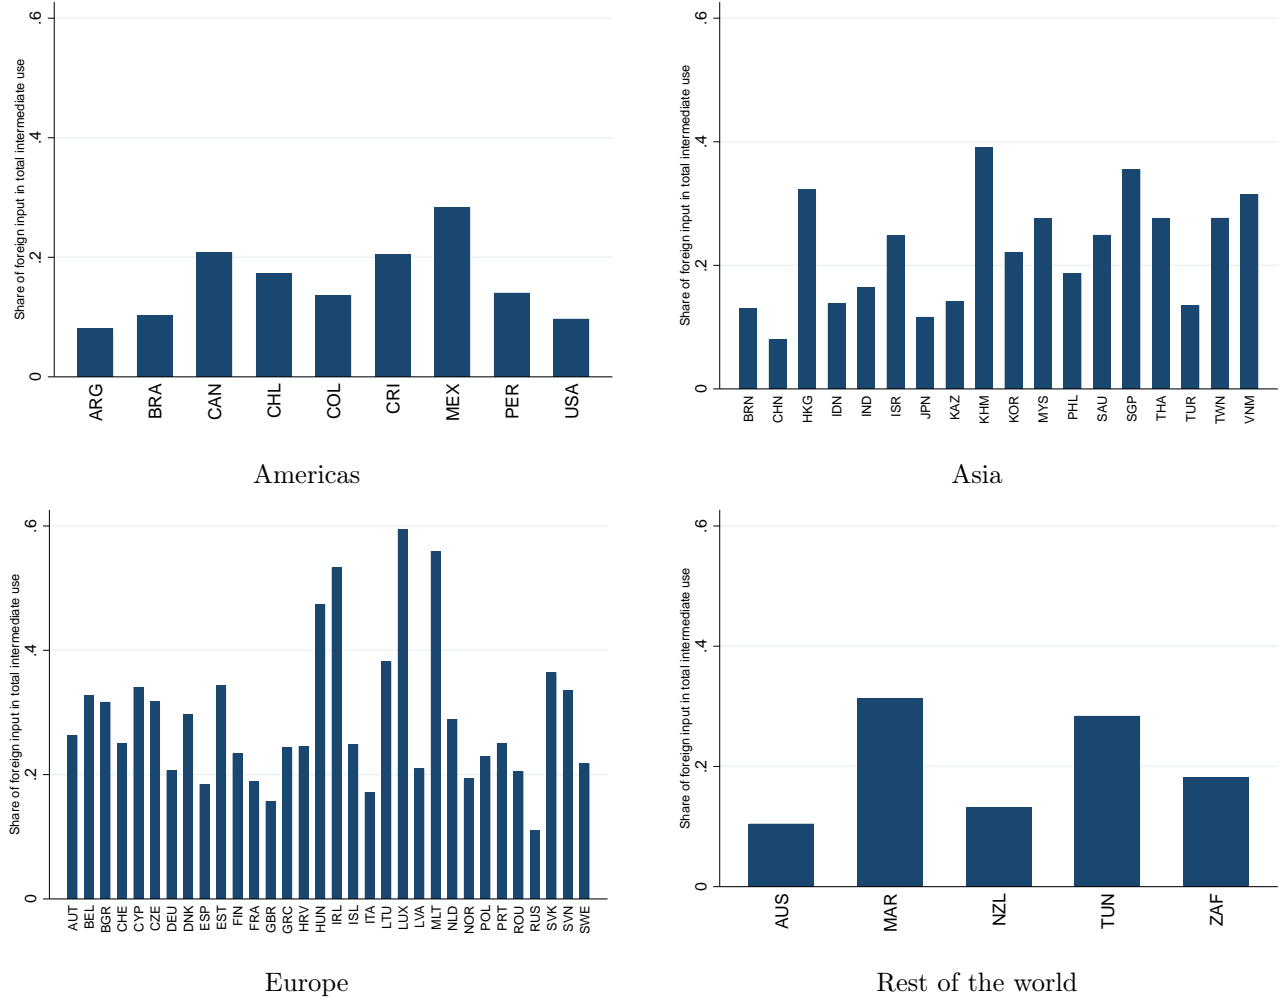 Share of foreign input in total intermediate use
.6
.4
.2
0
ARG BRA CAN CHL COL CRI MEX PER USA
Americas
Share of foreign input in total intermediate use
.6
.4
.2
0
BRN CHN HKG IDN IND ISR JPN KAZ KHM KOR MYS PHL SAU SGP THA TUR TWN VNM
Asia
Share of foreign input in total intermediate use
.6
.4
.2
0
AUT BEL BGR CHE CYP CZE DEU DNK ESP EST FIN FRA GBR GRC HRV HUN IRL ISL ITA LTU LUX LVA MLT NLD NOR POL PRT ROU RUS SVK SVN SWE
Europe
Share of foreign input in total intermediate use
.6
.4
.2
0
AUS MAR NZL TUN ZAF
Rest of the world